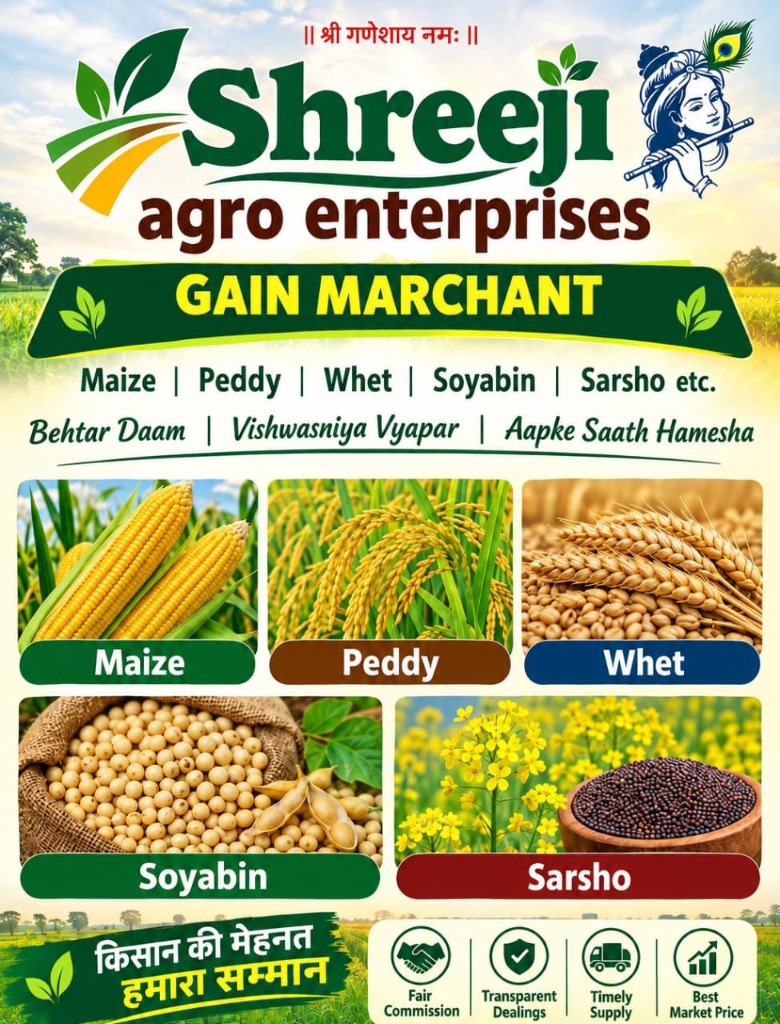 || श्री गणेशाय नमः ||
Shreeji
agro enterprises
GAIN MARCHANT
Maize | Peddy | Whet | Soyabin | Sarsho etc.
Behtar Daam | Vishwasniya Vyapar | Aapke Saath Hamesha
Maize
Peddy
Whet
Soyabin
Sarsho
किसान की मेहनत
हमारा सम्मान
Fair
Commission
Transparent
Dealings
Timely
Supply
Best
Market Price